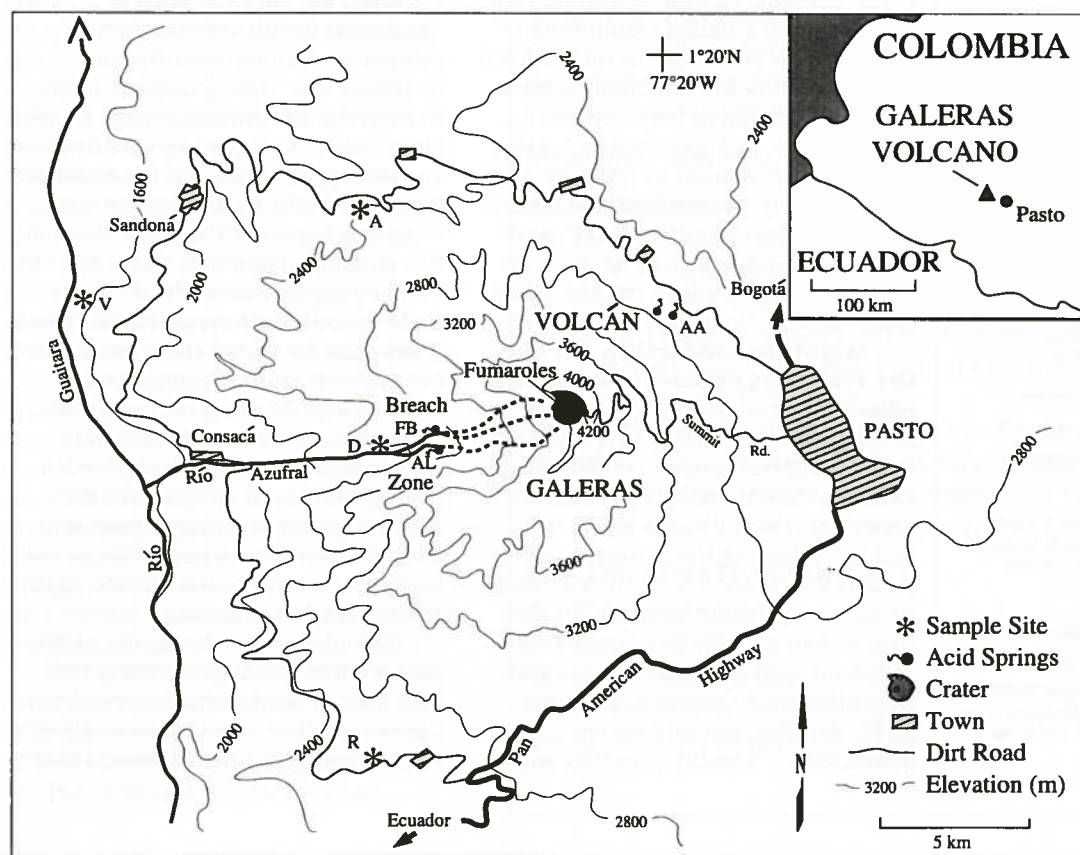 COLOMBIA
GALERAS
VOLCANO
Pasto
ECUADOR
100 km
1°20'N
77°20'W
2400
2400
1600
Sandoná
A
2000
2400
2800
3200
V
Guaitara
Bogotá
VOLCÁN
AA
3600
Fumaroles
4000
Breach
FB
4200
Summit
Rd.
PASTO
2800
Consacá
D
AL
Río
Azufral
Zone
GALERAS
Río
3600
3200
Pan
American
Highway
2000
2400
R
Ecuador
2800
Sample Site
Acid Springs
Crater
Town
Dirt Road
3200
Elevation (m)
N
5 km